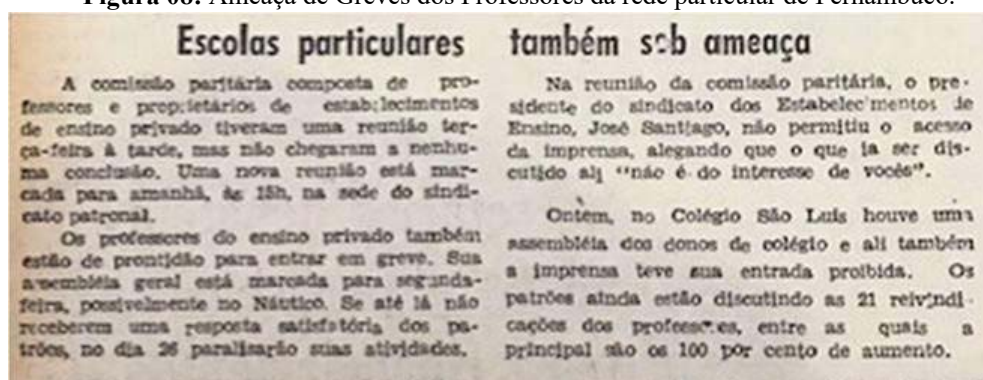 Figura 08: Ameaça de Greves dos Professores da rede particular de Pernambuco.
Escolas particulares também sob ameaça
A comissão paritária composta de pro-
fessores e proprietários de estabelecimentos
de ensino privado tiveram uma reunião ter-
ça-feira à tarde, mas não chegaram a nenhu-
ma conclusão. Uma nova reunião está mar-
cada para amanhã, às 15h, na sede do sindi-
cato patronal.
Os professores do ensino privado também
estão de prontidão para entrar em greve. Sua
assembléia geral está marcada para segunda-
feira, possivelmente no Náutico. Se até lá não
receberem uma resposta satisfatória dos pa-
trões, no dia 26 paralisarão suas atividades.
Na reunião da comissão paritária, o pre-
sidente do sindicato dos Estabelec'mentos de
Ensino, José Santiago, não permitiu o acesso
da imprensa, alegando que o que ia ser dis-
cutido ali "não é do interesse de vocês".
Ontem, no Colégio São Luís houve uma
assembléia dos donos de colégio e ali também
a imprensa teve sua entrada proibida. Os
patrões ainda estão discutindo as 21 reivindi-
cações dos professores, entre as quais a
principal são os 100 por cento de aumento.